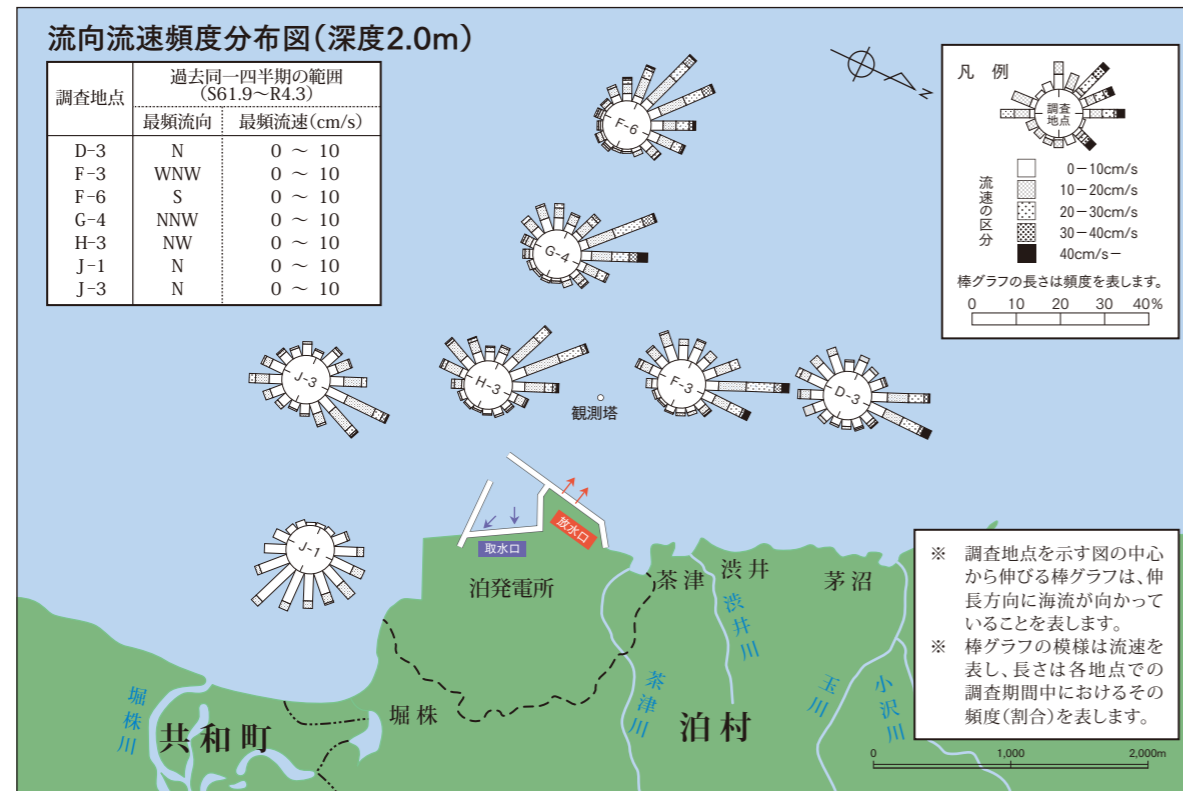 流向流速頻度分布図(深度2.0m)
調査地点 過去同一四半期の範囲
(S61.9〜R4.3)
最頻流向 最頻流速(cm/s)
D-3 N 0 〜 10
F-3 WNW 0 〜 10
F-6 S 0 〜 10
G-4 NNW 0 〜 10
H-3 NW 0 〜 10
J-1 N 0 〜 10
J-3 N 0 〜 10
N
凡 例
調査
地点
流速の区分
0-10cm/s
10-20cm/s
20-30cm/s
30-40cm/s
40cm/s-
棒グラフの長さは頻度を表します。
0 10 20 30 40%
F-6
G-4
J-3
H-3
F-3
D-3
観測塔
J-1
取水口
放水口
泊発電所
茶津
渋井
茅沼
渋井川
茶津川
玉川
小沢川
堀株川
堀株
共和町
泊村
※ 調査地点を示す図の中心
から伸びる棒グラフは、伸
長方向に海流が向かって
いることを表します。
※ 棒グラフの模様は流速を
表し、長さは各地点での
調査期間中におけるその
頻度(割合)を表します。
0 1,000 2,000m